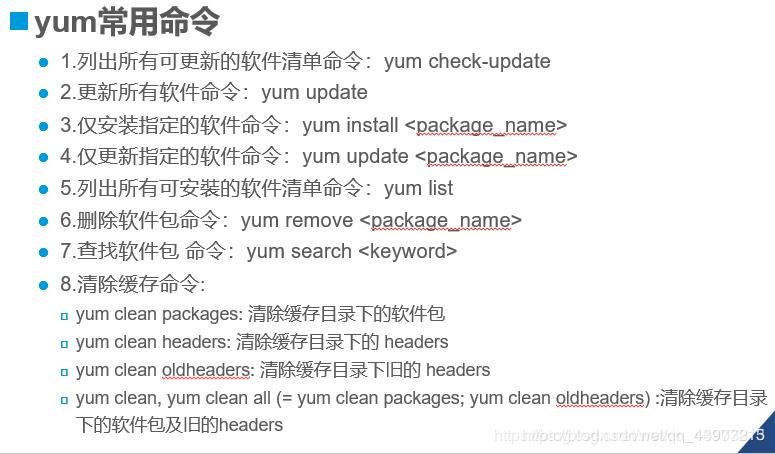 yum常用命令
1.列出所有可更新的软件清单命令：yum check-update
2.更新所有软件命令：yum update
3.仅安装指定的软件命令：yum install <package_name>
4.仅更新指定的软件命令：yum update <package_name>
5.列出所有可安装的软件清单命令：yum list
6.删除软件包命令：yum remove <package_name>
7.查找软件包 命令：yum search <keyword>
8.清除缓存命令:
yum clean packages: 清除缓存目录下的软件包
yum clean headers: 清除缓存目录下的 headers
yum clean oldheaders: 清除缓存目录下旧的 headers
yum clean, yum clean all (= yum clean packages; yum clean oldheaders) :清除缓存目录
下的软件包及旧的headers